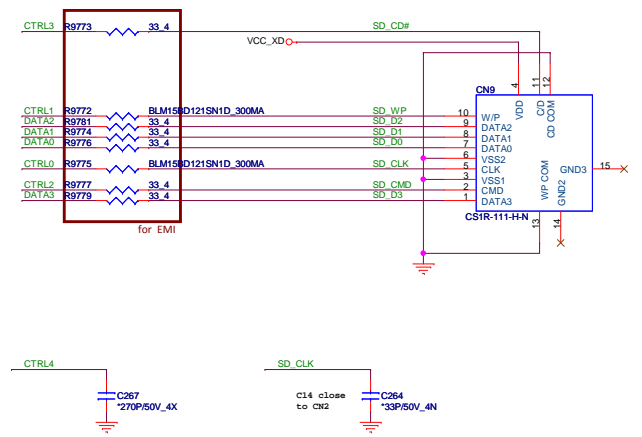 CTRL3 R9773 33_4 SD_CD#
VCC_XD
CN9
4 11 12
VDD C/D CD COM
CTRL1 R9772 BLM15BD121SN1D_300MA SD_WP 10 W/P
DATA2 R9781 33_4 SD_D2 9 DATA2
DATA1 R9774 33_4 SD_D1 8 DATA1
DATA0 R9776 33_4 SD_D0 7 DATA0
6 VSS2
CTRL0 R9775 BLM15BD121SN1D_300MA SD_CLK 5 CLK
GND3 15
3 VSS1
CTRL2 R9777 33_4 SD_CMD 2 CMD
DATA3 R9779 33_4 SD_D3 1 DATA3
WP COM GND2
13 14
CS1R-111-H-N
for EMI
CTRL4
C267
*270P/50V_4X
SD_CLK
C14 close
to CN2
C264
*33P/50V_4N